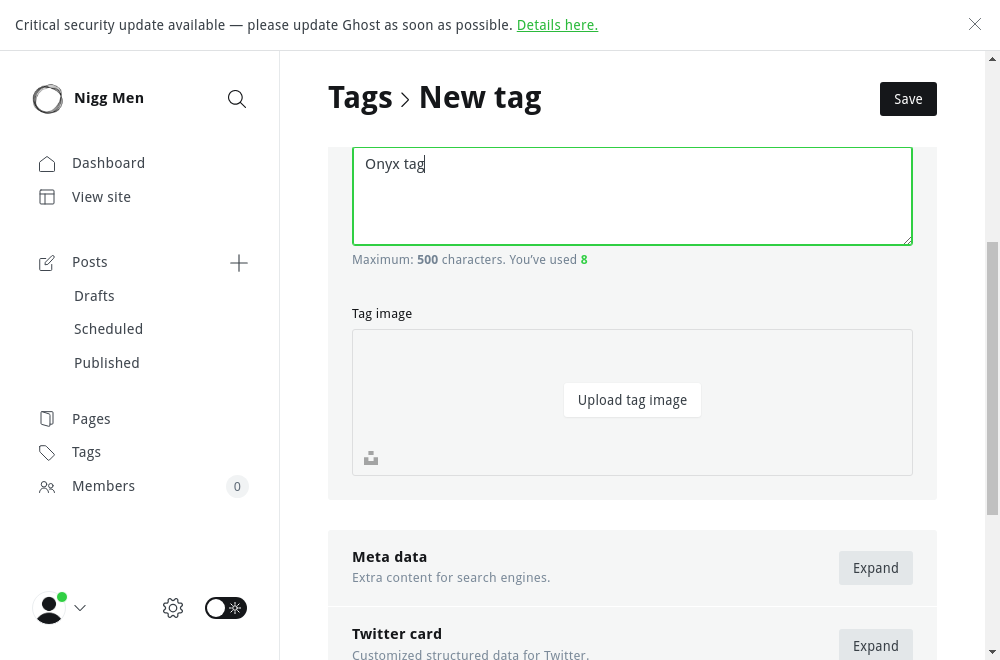 Critical security update available — please update Ghost as soon as possible. Details here.
Nigg Men
Dashboard
View site
Posts
Drafts
Scheduled
Published
Pages
Tags
Members
0
Tags > New tag
Save
Onyx tag
Maximum: 500 characters. You’ve used 8
Tag image
Upload tag image
Meta data
Extra content for search engines.
Expand
Twitter card
Customized structured data for Twitter.
Expand